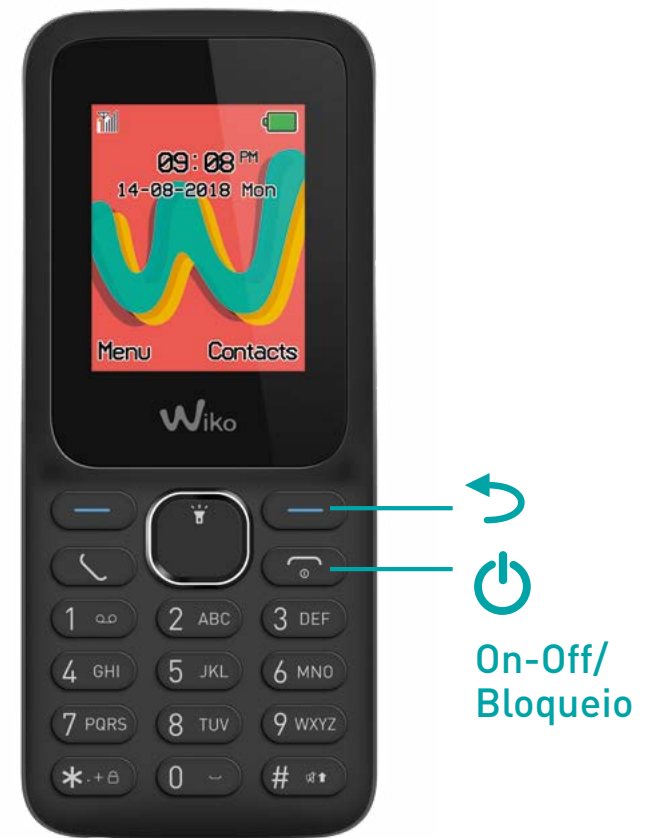 09:08 PM
14-08-2018 Mon
Menu Contacts
Wiko
1
2 ABC 3 DEF
4 GHI 5 JKL 6 MNO
7 PQRS 8 TUV 9 WXYZ
* . + 0 #
On-Off/
Bloqueio